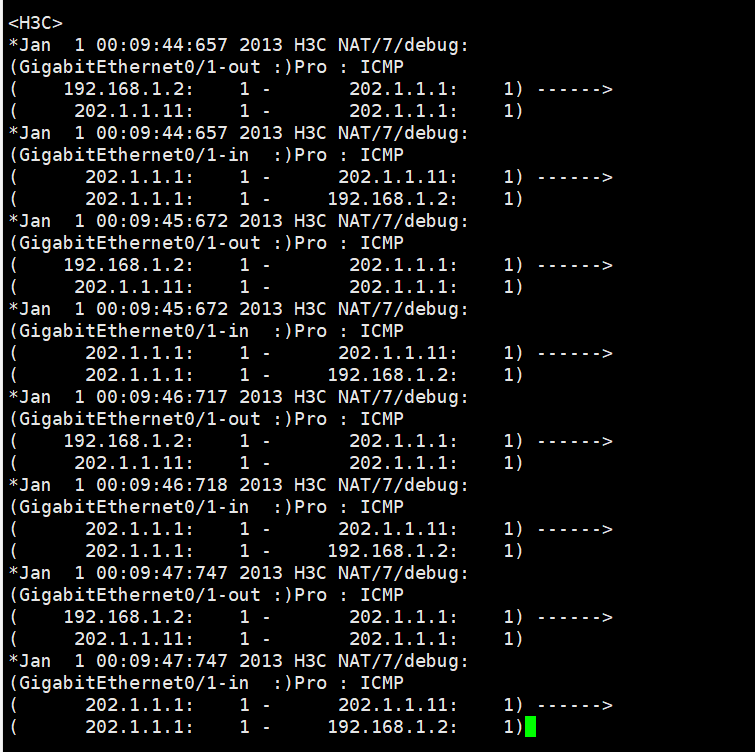 <H3C>
*Jan  1 00:09:44:657 2013 H3C NAT/7/debug:
(GigabitEthernet0/1-out :)Pro : ICMP
(    192.168.1.2:    1 -       202.1.1.1:    1) ------>
(     202.1.1.11:    1 -       202.1.1.1:    1)
*Jan  1 00:09:44:657 2013 H3C NAT/7/debug:
(GigabitEthernet0/1-in  :)Pro : ICMP
(      202.1.1.1:    1 -      202.1.1.11:    1) ------>
(      202.1.1.1:    1 -     192.168.1.2:    1)
*Jan  1 00:09:45:672 2013 H3C NAT/7/debug:
(GigabitEthernet0/1-out :)Pro : ICMP
(    192.168.1.2:    1 -       202.1.1.1:    1) ------>
(     202.1.1.11:    1 -       202.1.1.1:    1)
*Jan  1 00:09:45:672 2013 H3C NAT/7/debug:
(GigabitEthernet0/1-in  :)Pro : ICMP
(      202.1.1.1:    1 -      202.1.1.11:    1) ------>
(      202.1.1.1:    1 -     192.168.1.2:    1)
*Jan  1 00:09:46:717 2013 H3C NAT/7/debug:
(GigabitEthernet0/1-out :)Pro : ICMP
(    192.168.1.2:    1 -       202.1.1.1:    1) ------>
(     202.1.1.11:    1 -       202.1.1.1:    1)
*Jan  1 00:09:46:718 2013 H3C NAT/7/debug:
(GigabitEthernet0/1-in  :)Pro : ICMP
(      202.1.1.1:    1 -      202.1.1.11:    1) ------>
(      202.1.1.1:    1 -     192.168.1.2:    1)
*Jan  1 00:09:47:747 2013 H3C NAT/7/debug:
(GigabitEthernet0/1-out :)Pro : ICMP
(    192.168.1.2:    1 -       202.1.1.1:    1) ------>
(     202.1.1.11:    1 -       202.1.1.1:    1)
*Jan  1 00:09:47:747 2013 H3C NAT/7/debug:
(GigabitEthernet0/1-in  :)Pro : ICMP
(      202.1.1.1:    1 -      202.1.1.11:    1) ------>
(      202.1.1.1:    1 -     192.168.1.2:    1)